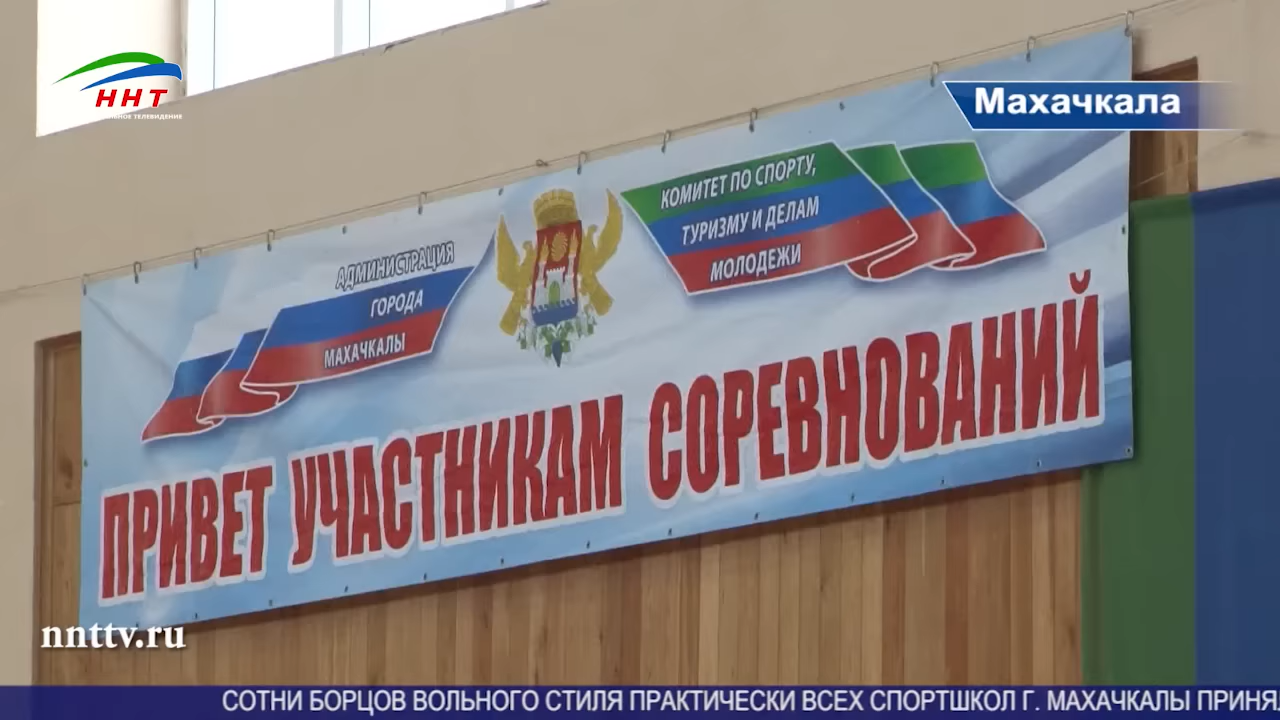 ННТ
ТЕЛЕВИДЕНИЕ
Махачкала
АДМИНИСТРАЦИЯ
ГОРОДА
МАХАЧКАЛЫ
КОМИТЕТ ПО СПОРТУ,
ТУРИЗМУ И ДЕЛАМ
МОЛОДЕЖИ
ПРИВЕТ УЧАСТНИКАМ СОРЕВНОВАНИЙ
nnttv.ru
СОТНИ БОРЦОВ ВОЛЬНОГО СТИЛЯ ПРАКТИЧЕСКИ ВСЕХ СПОРТШКОЛ Г. МАХАЧКАЛЫ